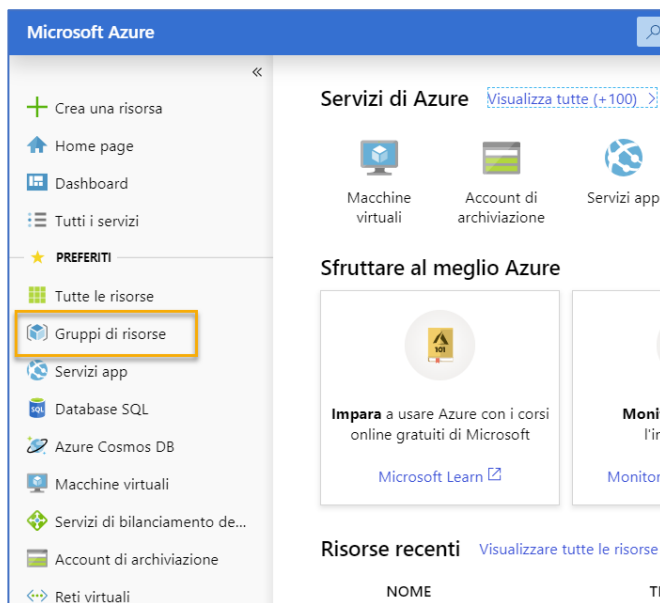 Microsoft Azure
«
Crea una risorsa
Home page
Dashboard
Tutti i servizi
PREFERITI
Tutte le risorse
Gruppi di risorse
Servizi app
Database SQL
Azure Cosmos DB
Macchine virtuali
Servizi di bilanciamento de...
Account di archiviazione
Reti virtuali
Servizi di Azure Visualizza tutte (+100) >
Macchine
virtuali
Account di
archiviazione
Servizi app
Sfruttare al meglio Azure
101
Impara a usare Azure con i corsi
online gratuiti di Microsoft
Microsoft Learn
Moni
l'i
Monitor
Risorse recenti Visualizzare tutte le risorse
NOME